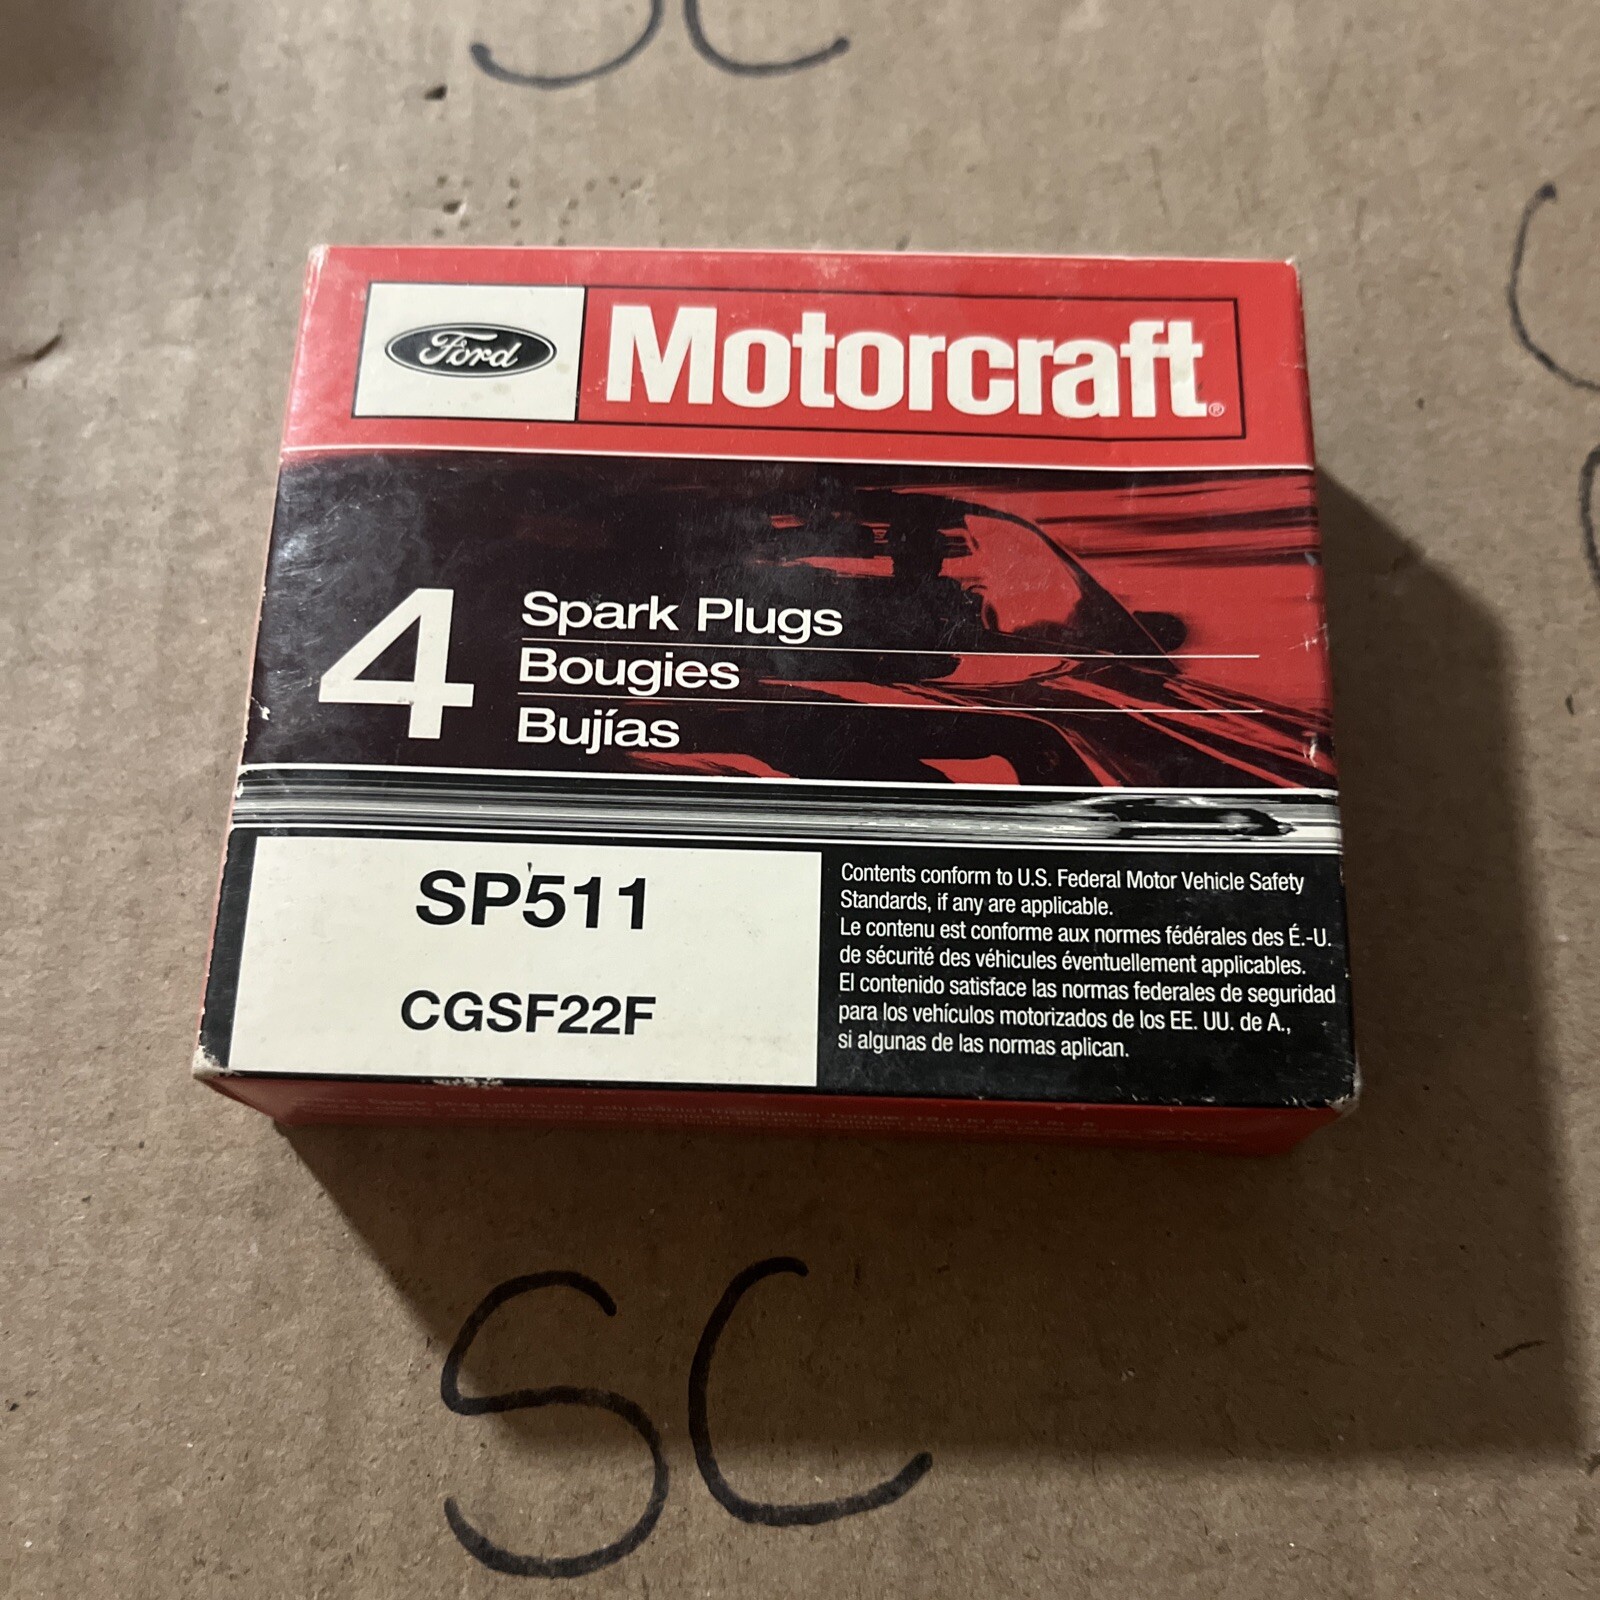 SC
Ford
Motorcraft®
4
Spark Plugs
Bougies
Bujías
SP511
CGSF22F
Contents conform to U.S. Federal Motor Vehicle Safety
Standards, if any are applicable.
Le contenu est conforme aux normes fédérales des É.-U.
de sécurité des véhicules éventuellement applicables.
El contenido satisface las normas federales de seguridad
para los vehículos motorizados de los EE. UU. de A.,
si algunas de las normas aplican.
SC